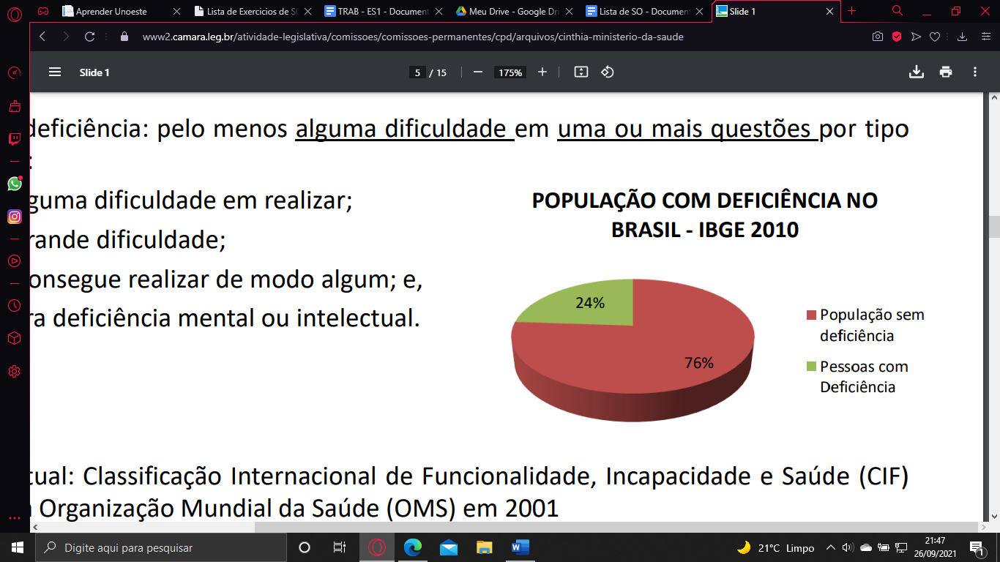 Aprender Unoeste
Lista de Exercicios de SO
TRAB - ES1 - Document
Meu Drive - Google Dri
Lista de SO - Document
Slide 1
www2.camara.leg.br/atividade-legislativa/comissoes/comissoes-permanentes/cpd/arquivos/cinthia-ministerio-da-saude
Slide 1
5 / 15
175%
deficiência: pelo menos alguma dificuldade em uma ou mais questões por tipo
:
guma dificuldade em realizar;
rande dificuldade;
onsegue realizar de modo algum; e,
ra deficiência mental ou intelectual.
POPULAÇÃO COM DEFICIÊNCIA NO
BRASIL - IBGE 2010
24%
76%
População sem
deficiência
Pessoas com
Deficiência
tual: Classificação Internacional de Funcionalidade, Incapacidade e Saúde (CIF)
a Organização Mundial da Saúde (OMS) em 2001
Digite aqui para pesquisar
21°C Limpo
21:47
26/09/2021
1